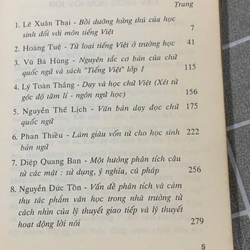 Trang
1. Lê Xuân Thại - Bồi dưỡng hứng thú của học
sinh đối với môn tiếng Việt
7
2. Hoàng Tuệ - Từ loại tiếng Việt ở trường học
41
3. Vũ Bá Hùng - Nguyên tắc cơ bản của chữ
quốc ngữ và sách "Tiếng Việt" lớp 1
115
4. Lý Toàn Thắng - Dạy và học chữ Việt (Xét từ
góc độ tâm lí - ngôn ngữ học)
157
5. Nguyễn Thế Lịch - Văn bản dạy đọc chữ
quốc ngữ
175
6. Phan Thiều - Làm giàu vốn từ cho học sinh
bản ngữ
222
7. Diệp Quang Ban - Một hướng phân tích câu
từ các mặt : sử dụng, ý nghĩa, cú pháp
256
8. Nguyễn Đức Tồn - Vấn đề phân tích và cảm
thụ tác phẩm văn học trong nhà trường từ
cách nhìn của lý thuyết giao tiếp và lý thuyết
hoạt động lời nói
279
5